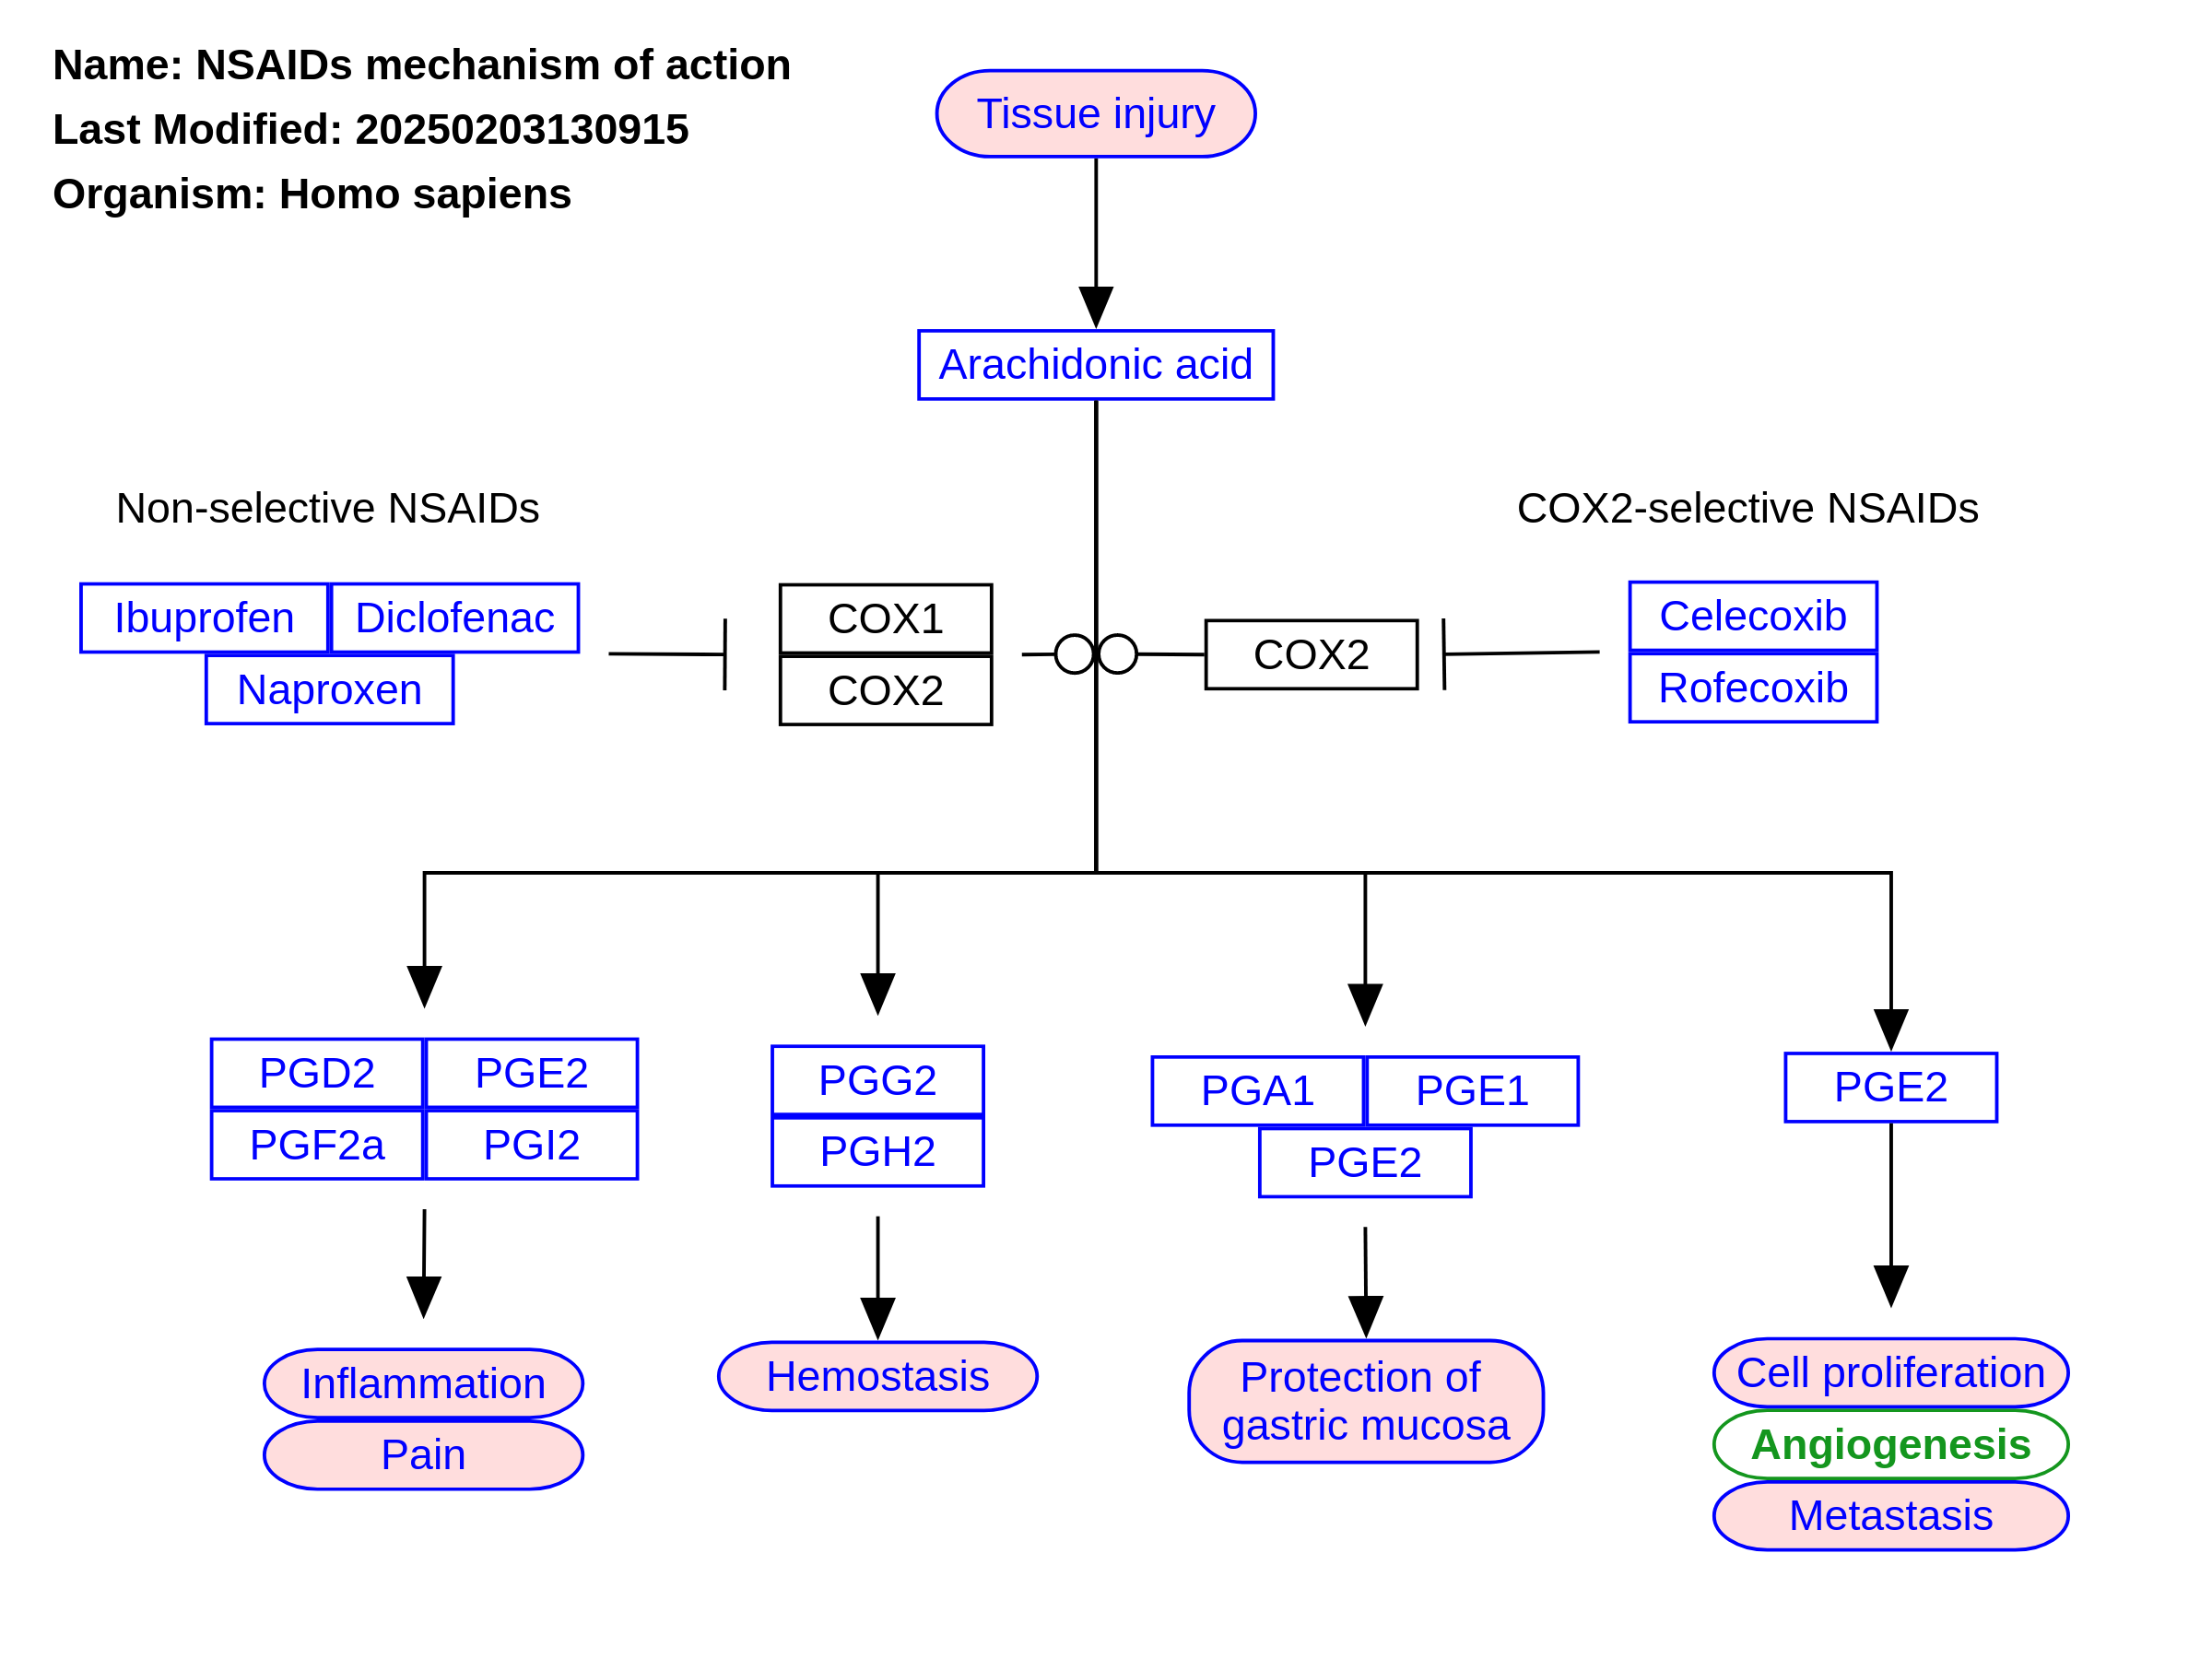 Name: NSAIDs mechanism of action
Last Modified: 20250203130915
Organism: Homo sapiens
Tissue injury
Arachidonic acid
Non-selective NSAIDs
COX2-selective NSAIDs
Ibuprofen
Diclofenac
Naproxen
COX1
COX2
COX2
Celecoxib
Rofecoxib
PGD2
PGE2
PGF2a
PGI2
PGG2
PGH2
PGA1
PGE1
PGE2
PGE2
Inflammation
Pain
Hemostasis
Protection of
gastric mucosa
Cell proliferation
Angiogenesis
Metastasis